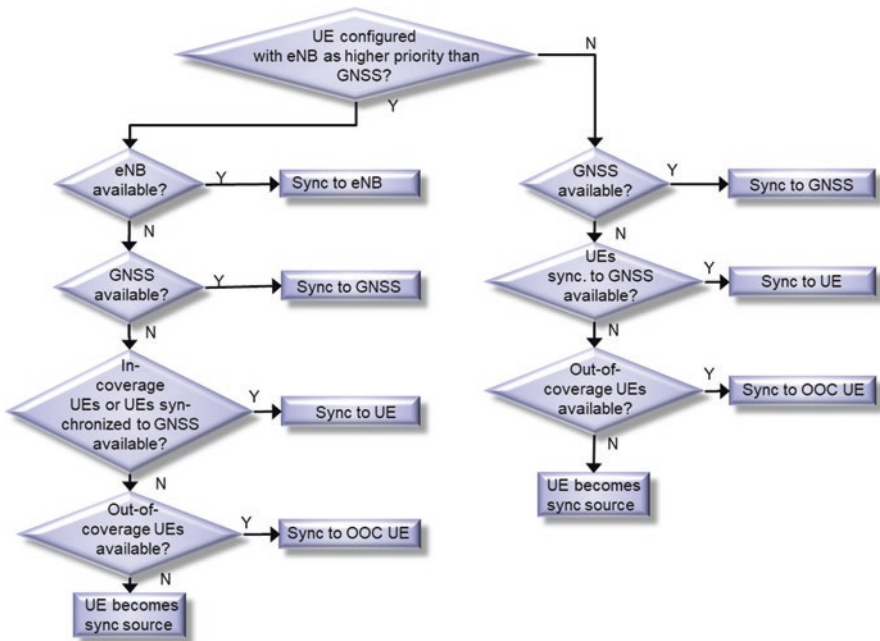 UE configured
with eNB as higher priority than
GNSS?
N
Y
eNB
available?
Y
Sync to eNB
N
GNSS
available?
Y
Sync to GNSS
N
In-
coverage
UEs or UEs syn-
chronized to GNSS
available?
Y
Sync to UE
N
Out-of-
coverage UEs
available?
Y
Sync to OOC UE
N
UE becomes
sync source
GNSS
available?
Y
Sync to GNSS
N
UEs
sync. to GNSS
available?
Y
Sync to UE
N
Out-of-
coverage UEs
available?
Y
Sync to OOC UE
N
UE becomes
sync source